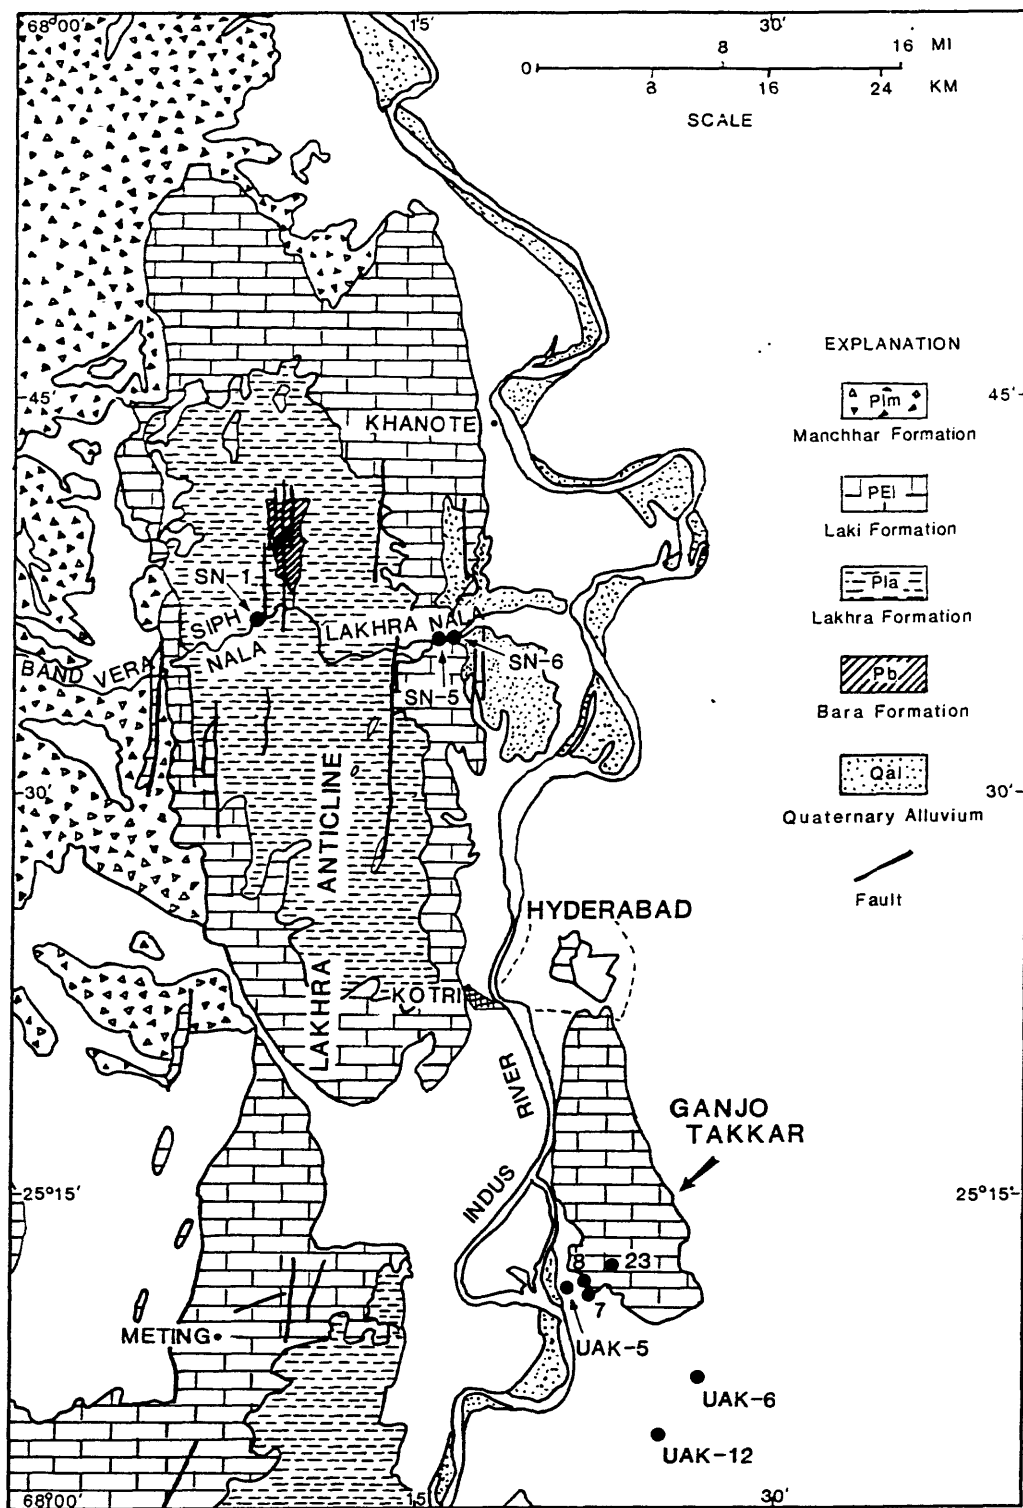 68°00'
15'
30'
8
16 MI
0
8
16
24 KM
SCALE
EXPLANATION
45'
45'
Plm
Manchhar Formation
KHANOTE
PEl
Laki Formation
Pla
Lakhra Formation
SN-1
SIPH
NALA
LAKHRA NALA
BAND VERA
SN-6
SN-5
Pb
Bara Formation
Qal
30'
30'
Quaternary Alluvium
Fault
LAKHRA ANTICLINE
HYDERABAD
KOTRI
INDUS RIVER
GANJO
TAKKAR
25°15'
25°15'
8
23
7
METING
UAK-5
UAK-6
UAK-12
68°00'
15'
30'